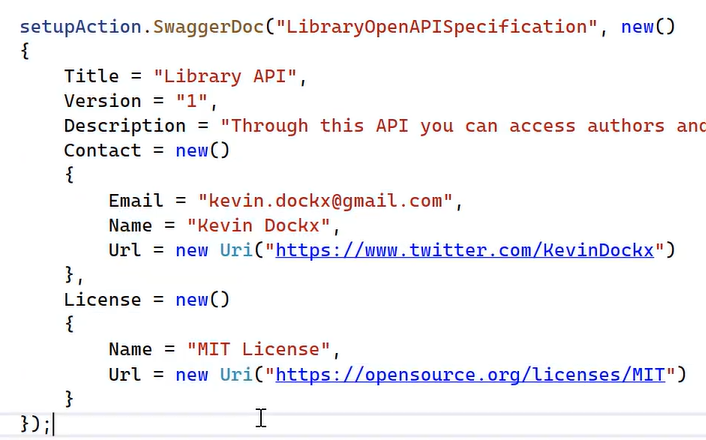 setupAction.SwaggerDoc("LibraryOpenAPISpecification", new()
{
    Title = "Library API",
    Version = "1",
    Description = "Through this API you can access authors and
    Contact = new()
    {
        Email = "kevin.dockx@gmail.com",
        Name = "Kevin Dockx",
        Url = new Uri("https://www.twitter.com/KevinDockx")
    },
    License = new()
    {
        Name = "MIT License",
        Url = new Uri("https://opensource.org/licenses/MIT")
    }
});